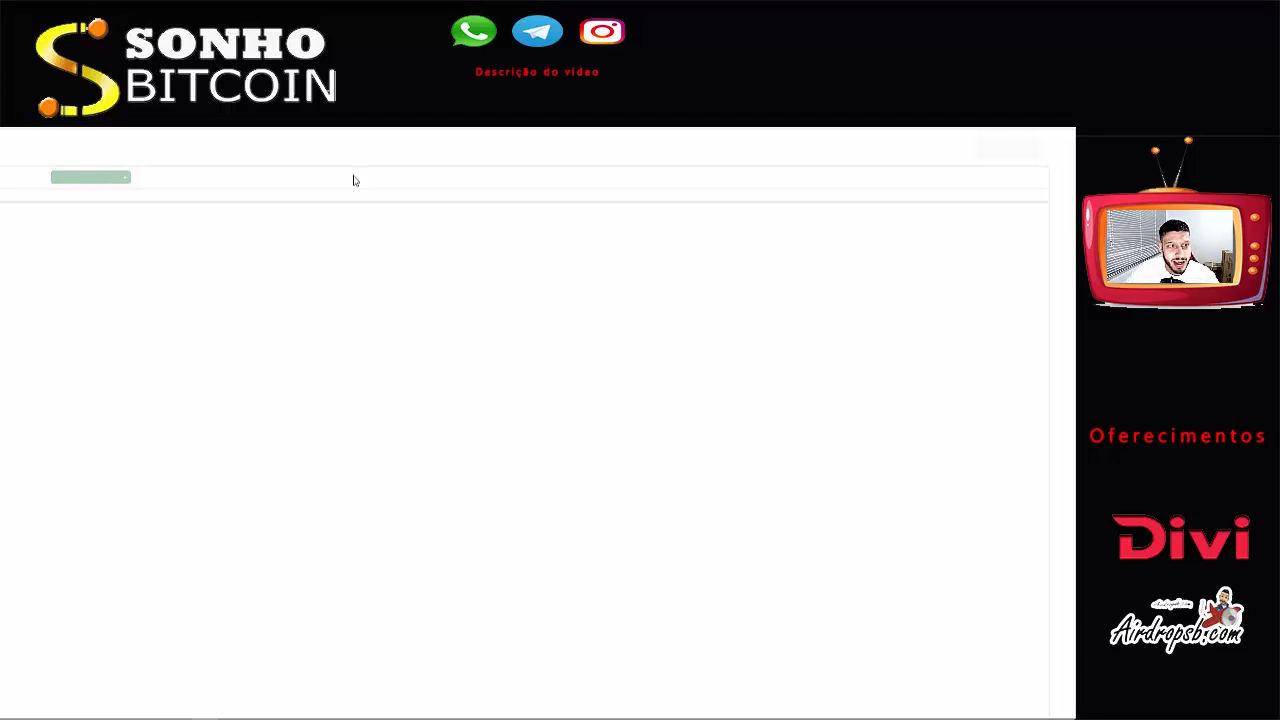 SONHO
BITCOIN
Descrição do vídeo
Oferecimentos
Divi
Airdropsb.com